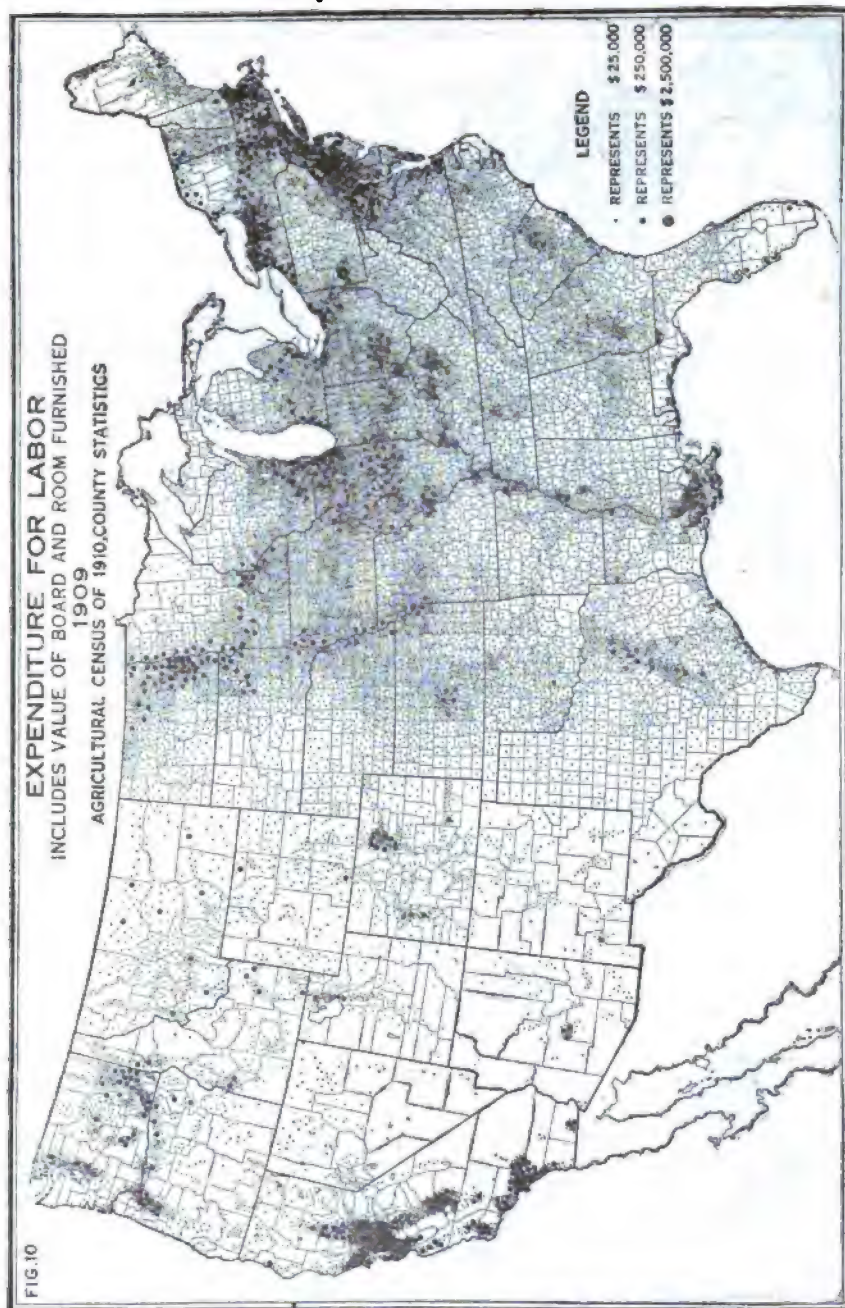 FIG.10
EXPENDITURE FOR LABOR
INCLUDES VALUE OF BOARD AND ROOM FURNISHED
1909
AGRICULTURAL CENSUS OF 1910, COUNTY STATISTICS
LEGEND
· REPRESENTS $25,000
• REPRESENTS $250,000
● REPRESENTS $2,500,000